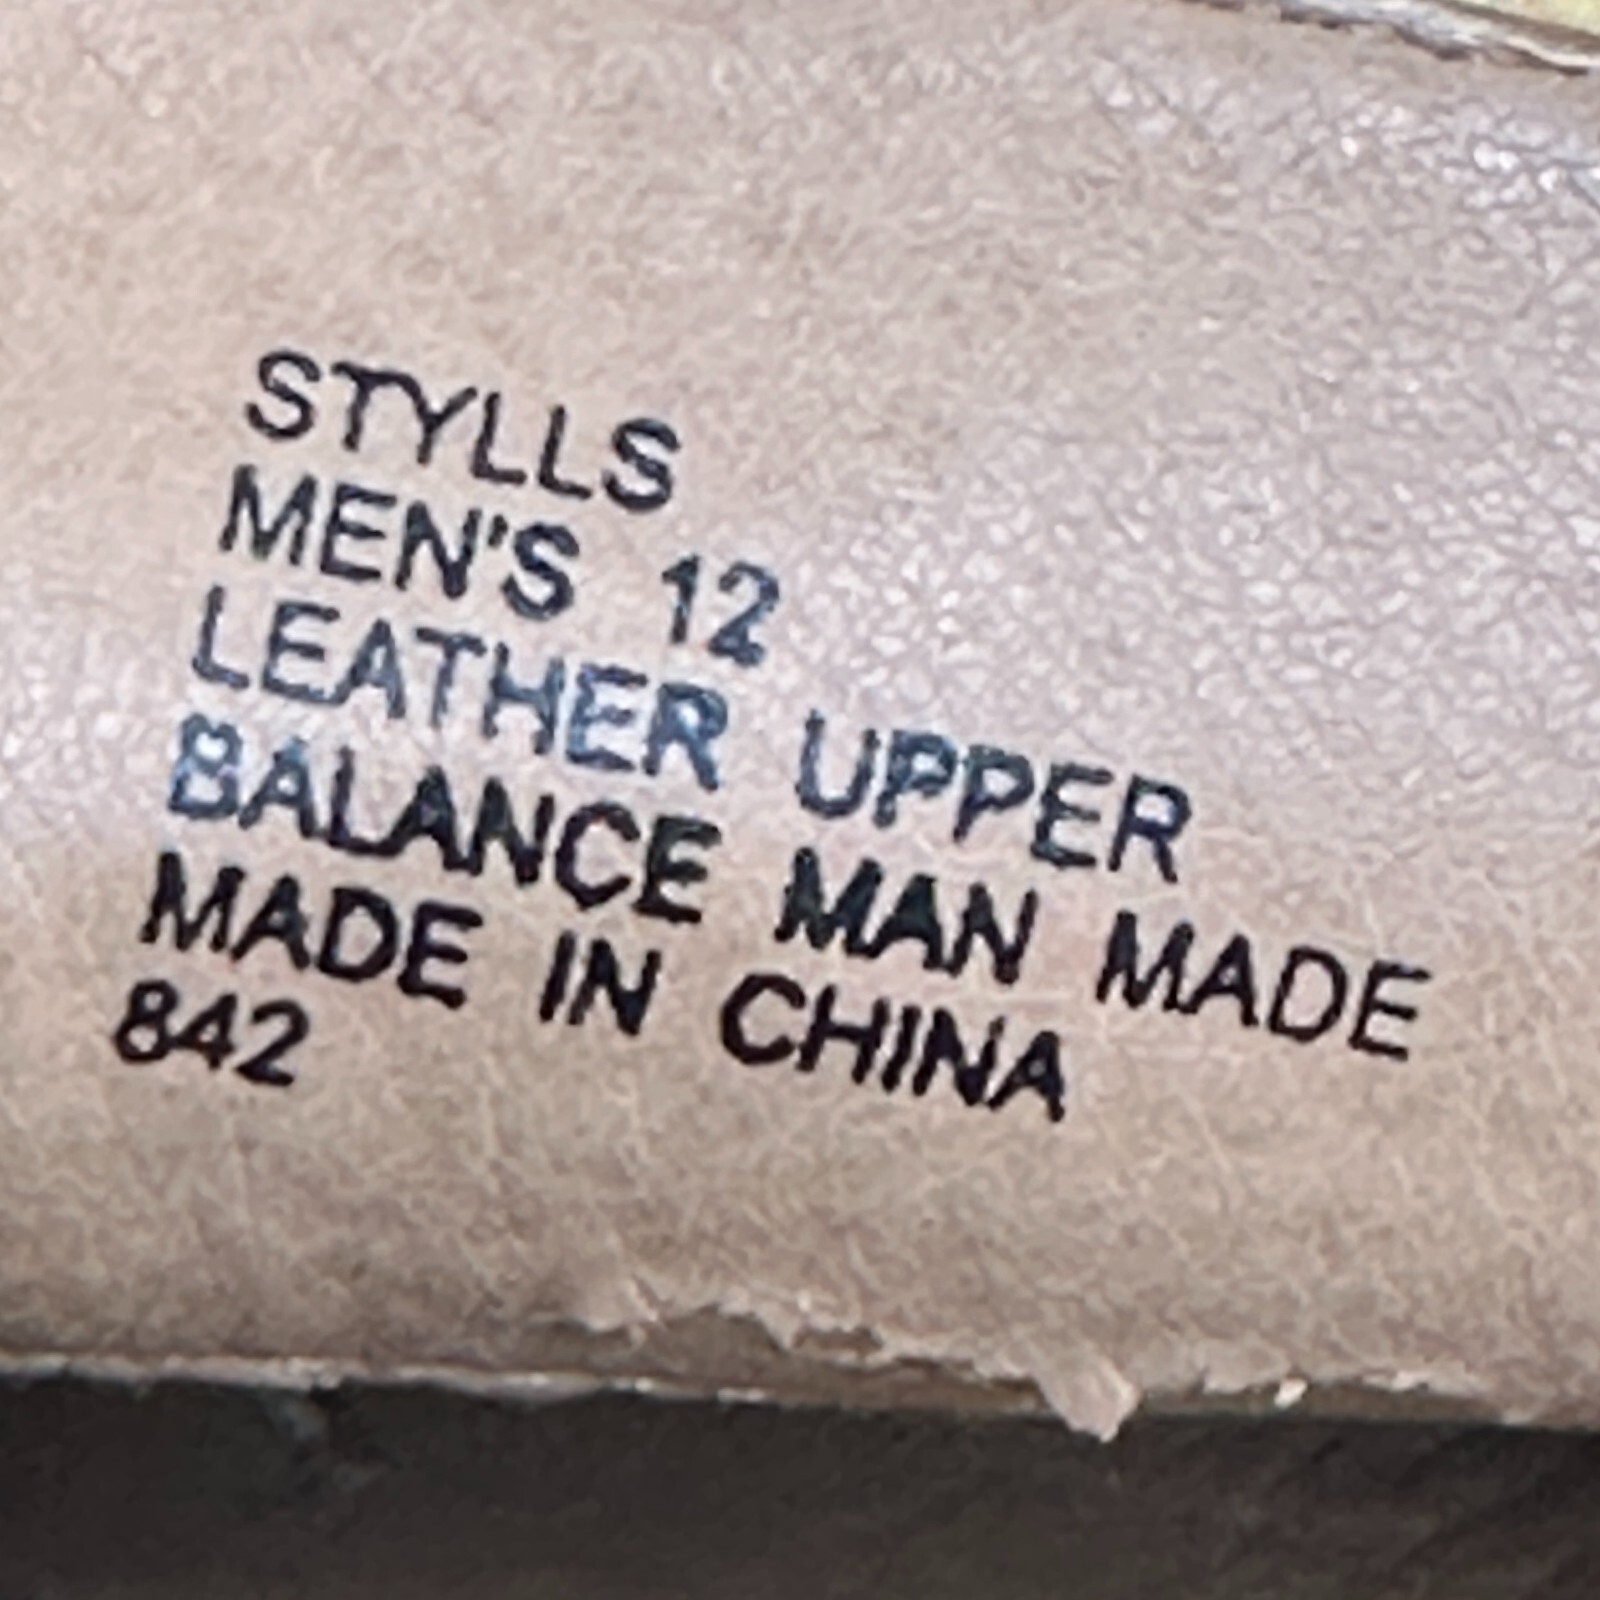 STYLLS
MEN'S 12
LEATHER UPPER
BALANCE MAN MADE
MADE IN CHINA
842